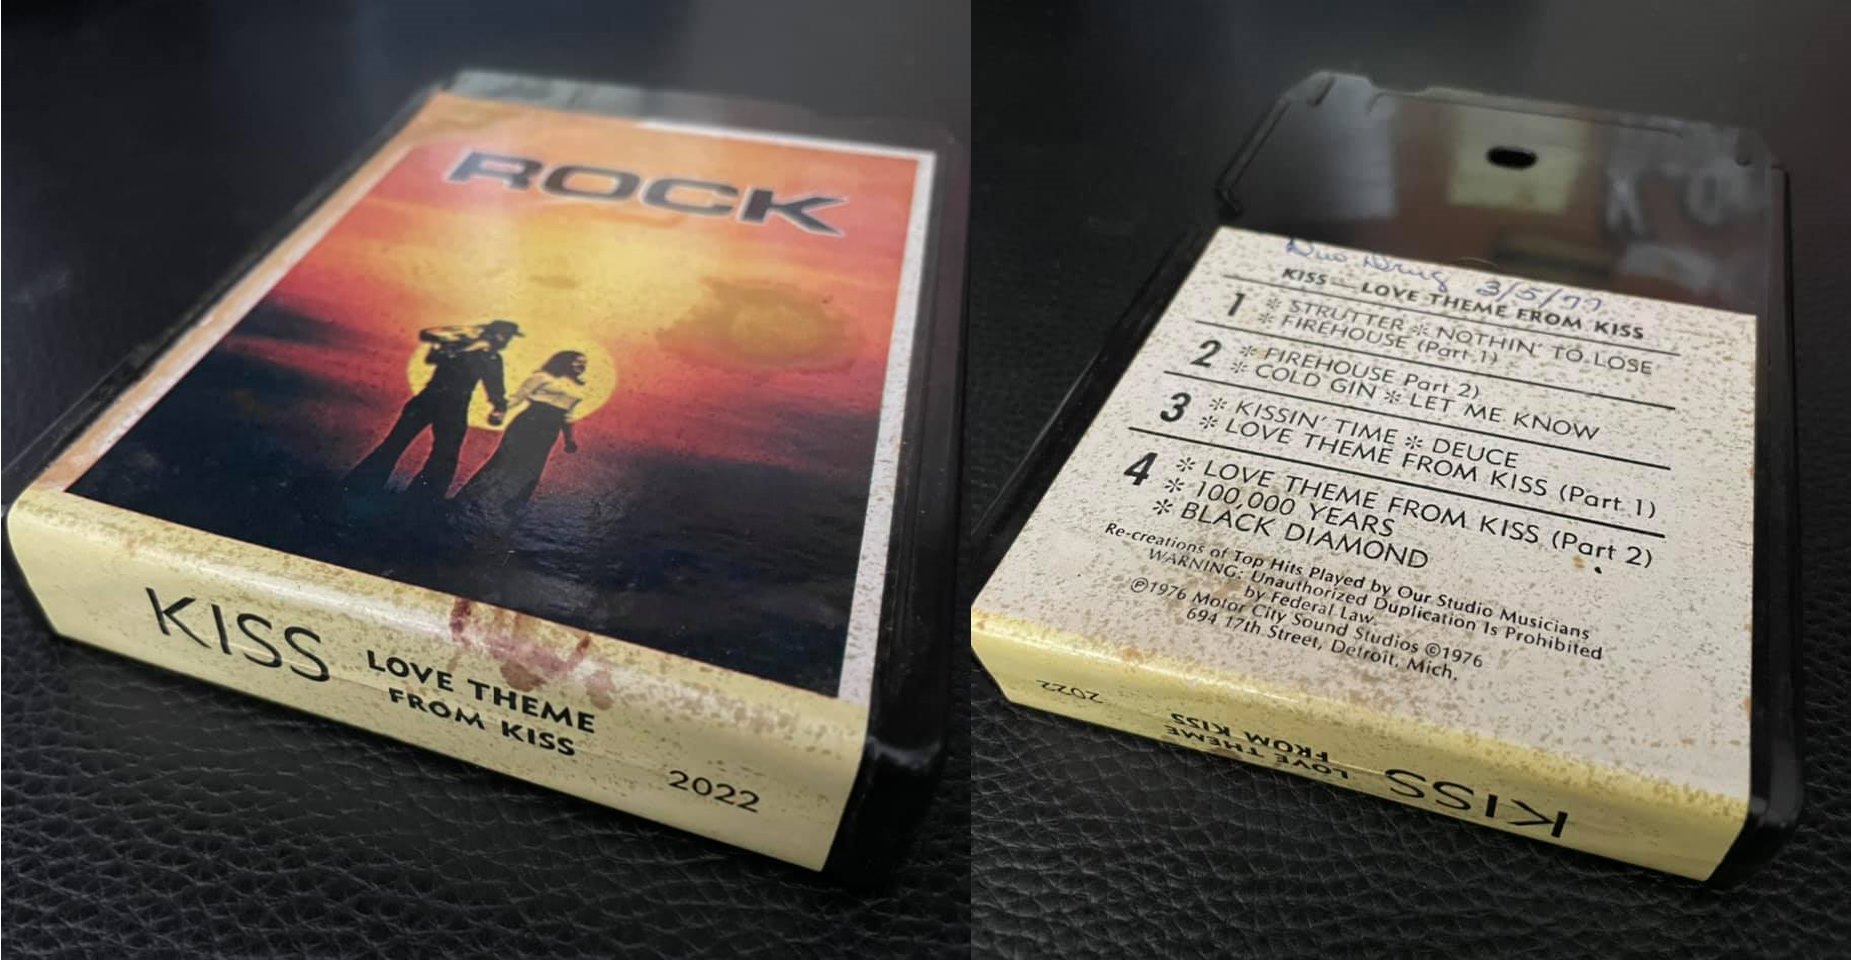 ROCK
KISS
LOVE THEME
FROM KISS
2022
Drug 3/5/77
KISS — LOVE THEME FROM KISS
1 * STRUTTER * NOTHIN' TO LOSE
* FIREHOUSE (Part 1)
2 * FIREHOUSE Part 2)
* COLD GIN * LET ME KNOW
3 * KISSIN' TIME * DEUCE
* LOVE THEME FROM KISS (Part 1)
4 * LOVE THEME FROM KISS (Part 2)
* 100,000 YEARS
* BLACK DIAMOND
Re-creations of Top Hits Played by Our Studio Musicians
WARNING: Unauthorized Duplication Is Prohibited
by Federal Law.
℗1976 Motor City Sound Studios ©1976
694 17th Street, Detroit, Mich.
KISS
LOVE THEME
FROM KISS
2022